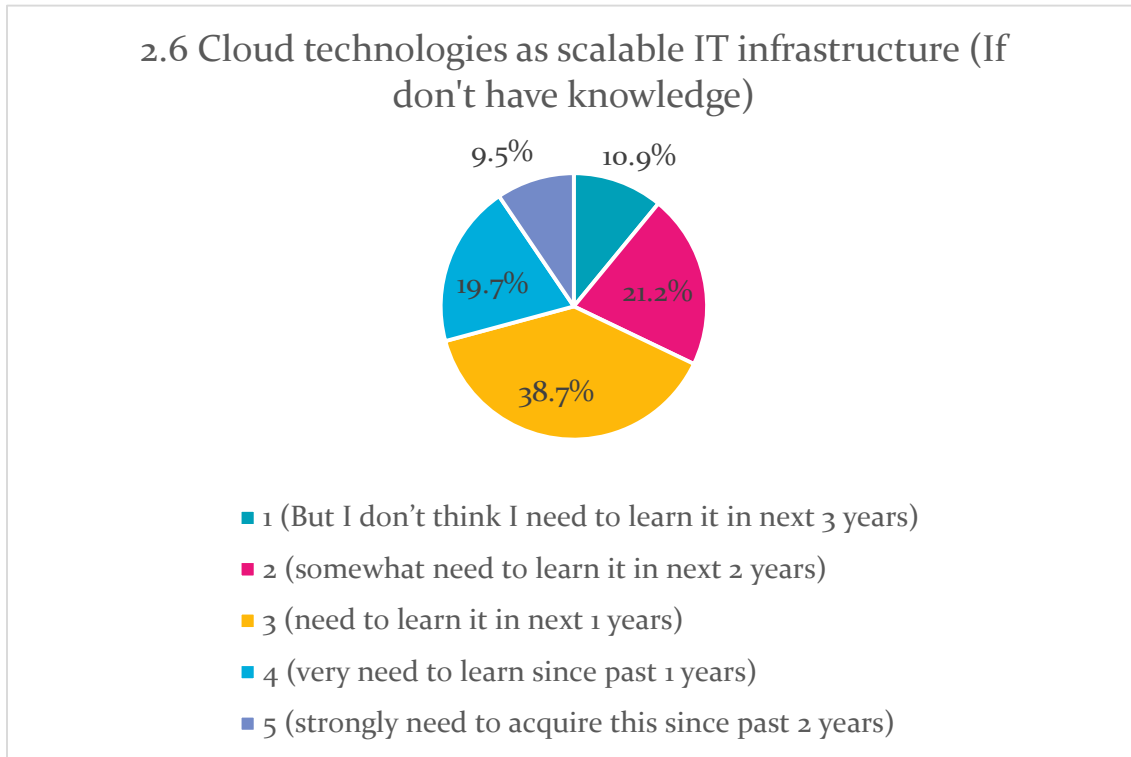 2.6 Cloud technologies as scalable IT infrastructure (If
don't have knowledge)
9.5%
10.9%
19.7%
21.2%
38.7%
1 (But I don’t think I need to learn it in next 3 years)
2 (somewhat need to learn it in next 2 years)
3 (need to learn it in next 1 years)
4 (very need to learn since past 1 years)
5 (strongly need to acquire this since past 2 years)